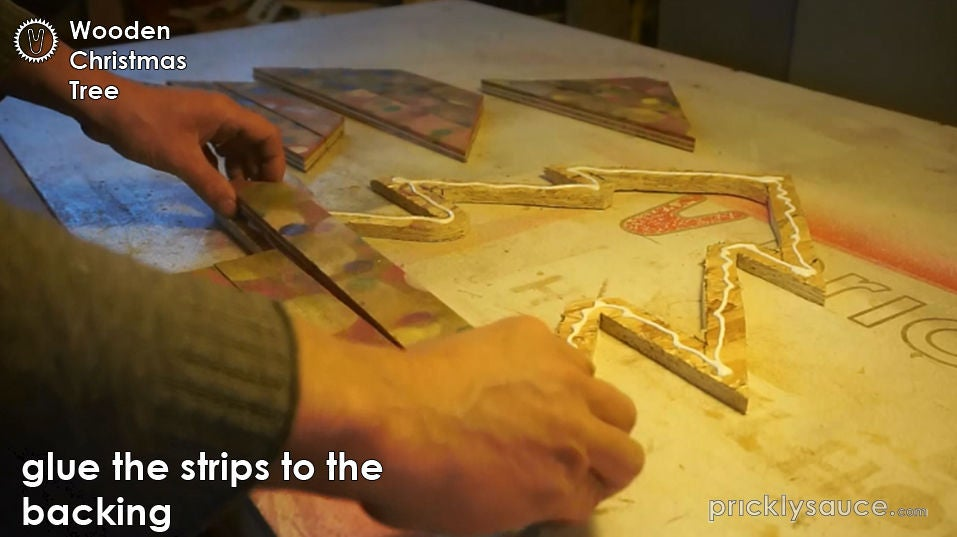 Wooden
Christmas
Tree
glue the strips to the
backing
pricklysauce.com